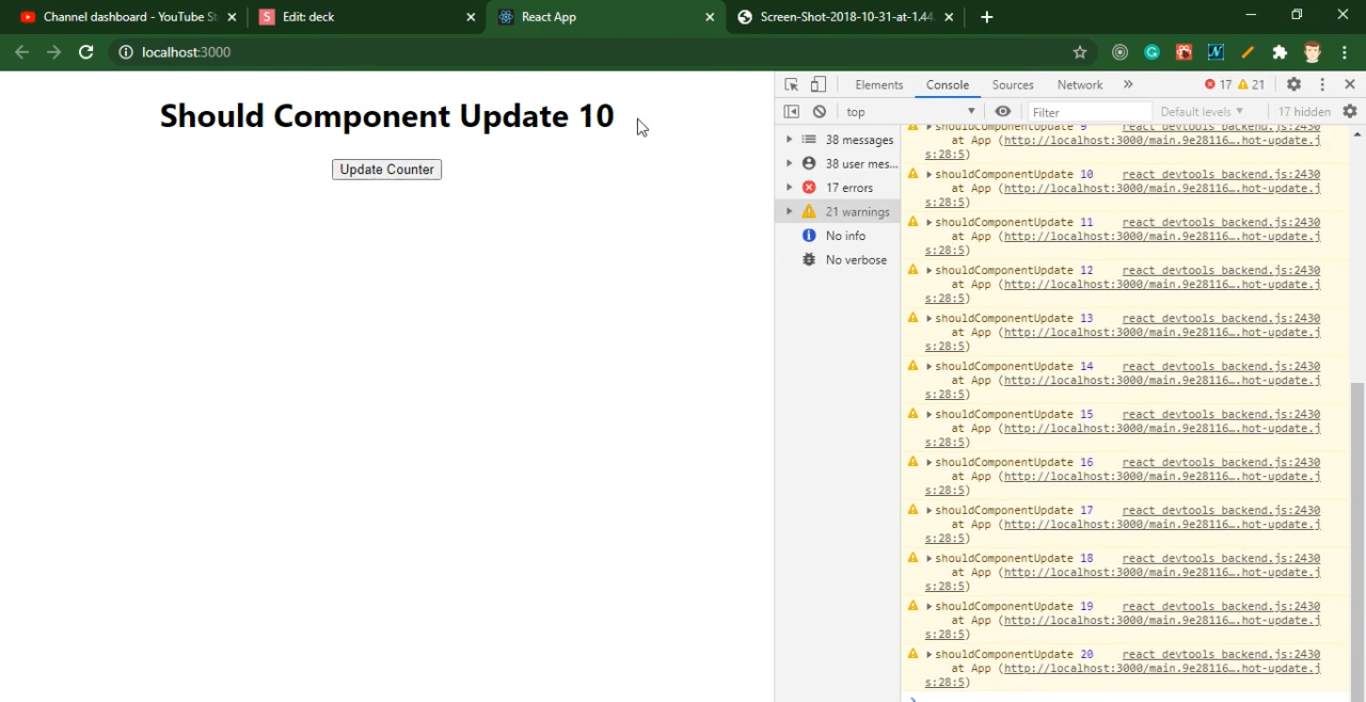 Channel dashboard - YouTube St
Edit: deck
React App
Screen-Shot-2018-10-31-at-1.44.
localhost:3000
Should Component Update 10
Update Counter
Elements Console Sources Network » 17 21
top Filter Default levels 17 hidden
38 messages
38 user mes...
17 errors
21 warnings
No info
No verbose
shouldComponentUpdate 9 react_devtools_backend.js:2430
at App (http://localhost:3000/main.9e28116….hot-update.j
s:28:5)
shouldComponentUpdate 10 react_devtools_backend.js:2430
at App (http://localhost:3000/main.9e28116….hot-update.j
s:28:5)
shouldComponentUpdate 11 react_devtools_backend.js:2430
at App (http://localhost:3000/main.9e28116….hot-update.j
s:28:5)
shouldComponentUpdate 12 react_devtools_backend.js:2430
at App (http://localhost:3000/main.9e28116….hot-update.j
s:28:5)
shouldComponentUpdate 13 react_devtools_backend.js:2430
at App (http://localhost:3000/main.9e28116….hot-update.j
s:28:5)
shouldComponentUpdate 14 react_devtools_backend.js:2430
at App (http://localhost:3000/main.9e28116….hot-update.j
s:28:5)
shouldComponentUpdate 15 react_devtools_backend.js:2430
at App (http://localhost:3000/main.9e28116….hot-update.j
s:28:5)
shouldComponentUpdate 16 react_devtools_backend.js:2430
at App (http://localhost:3000/main.9e28116….hot-update.j
s:28:5)
shouldComponentUpdate 17 react_devtools_backend.js:2430
at App (http://localhost:3000/main.9e28116….hot-update.j
s:28:5)
shouldComponentUpdate 18 react_devtools_backend.js:2430
at App (http://localhost:3000/main.9e28116….hot-update.j
s:28:5)
shouldComponentUpdate 19 react_devtools_backend.js:2430
at App (http://localhost:3000/main.9e28116….hot-update.j
s:28:5)
shouldComponentUpdate 20 react_devtools_backend.js:2430
at App (http://localhost:3000/main.9e28116….hot-update.j
s:28:5)